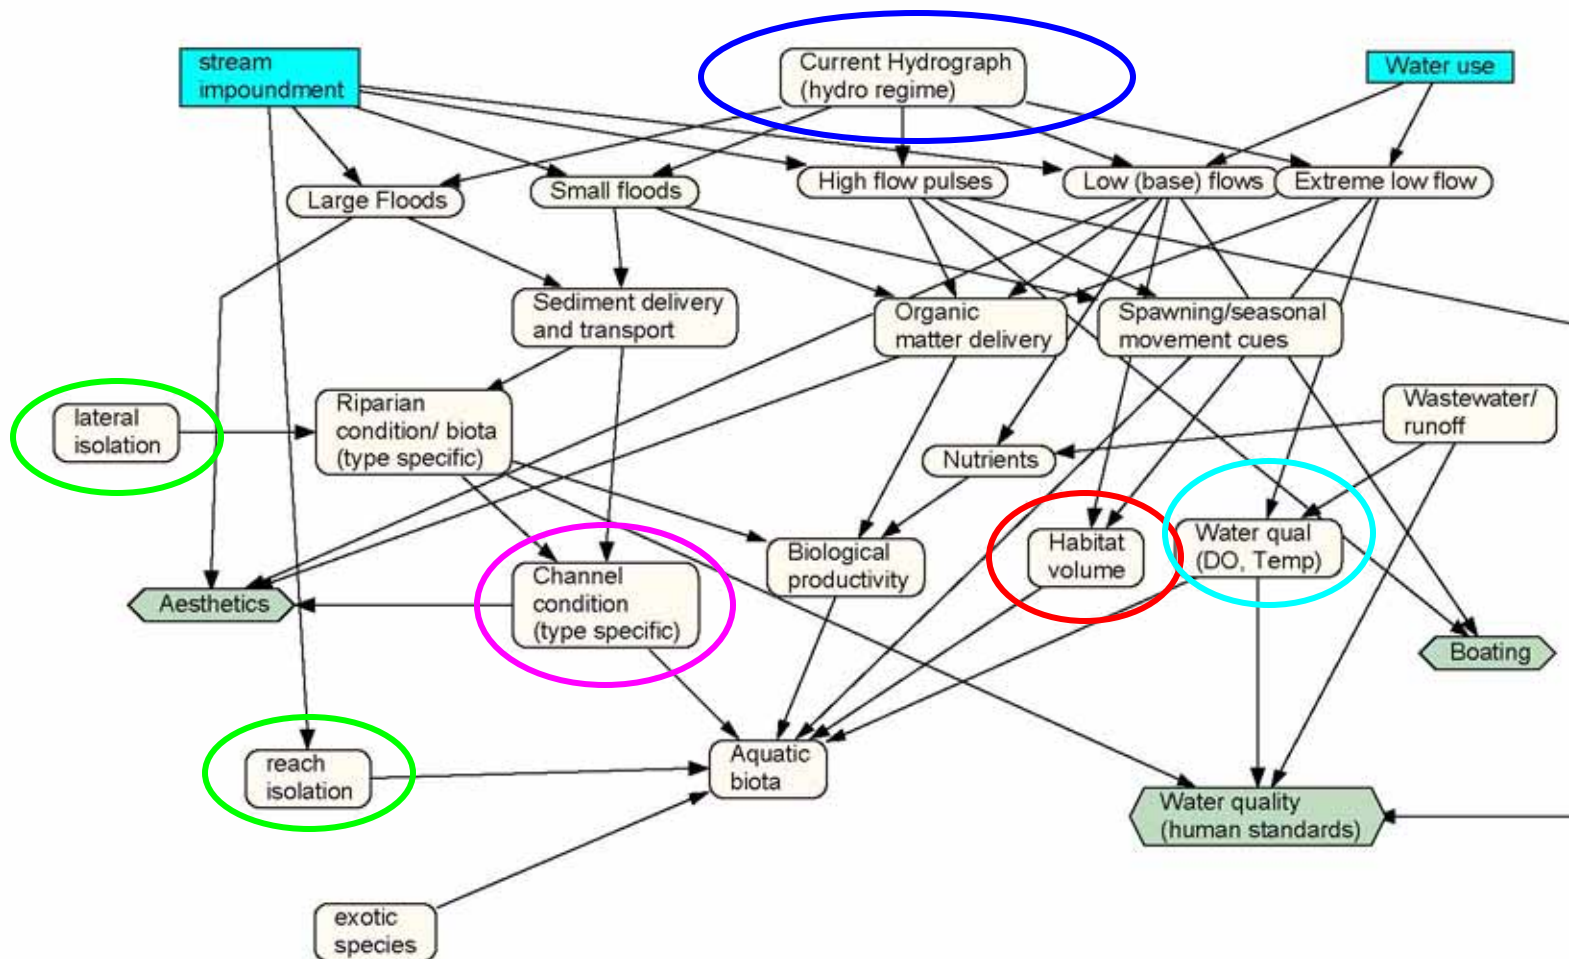 stream
impoundment
Current Hydrograph
(hydro regime)
Water use
Large Floods
Small floods
High flow pulses
Low (base) flows
Extreme low flow
Sediment delivery
and transport
Organic
matter delivery
Spawning/seasonal
movement cues
lateral
isolation
Riparian
condition/ biota
(type specific)
Wastewater/
runoff
Nutrients
Channel
condition
(type specific)
Biological
productivity
Habitat
volume
Water qual
(DO, Temp)
Aesthetics
Boating
reach
isolation
Aquatic
biota
Water quality
(human standards)
exotic
species